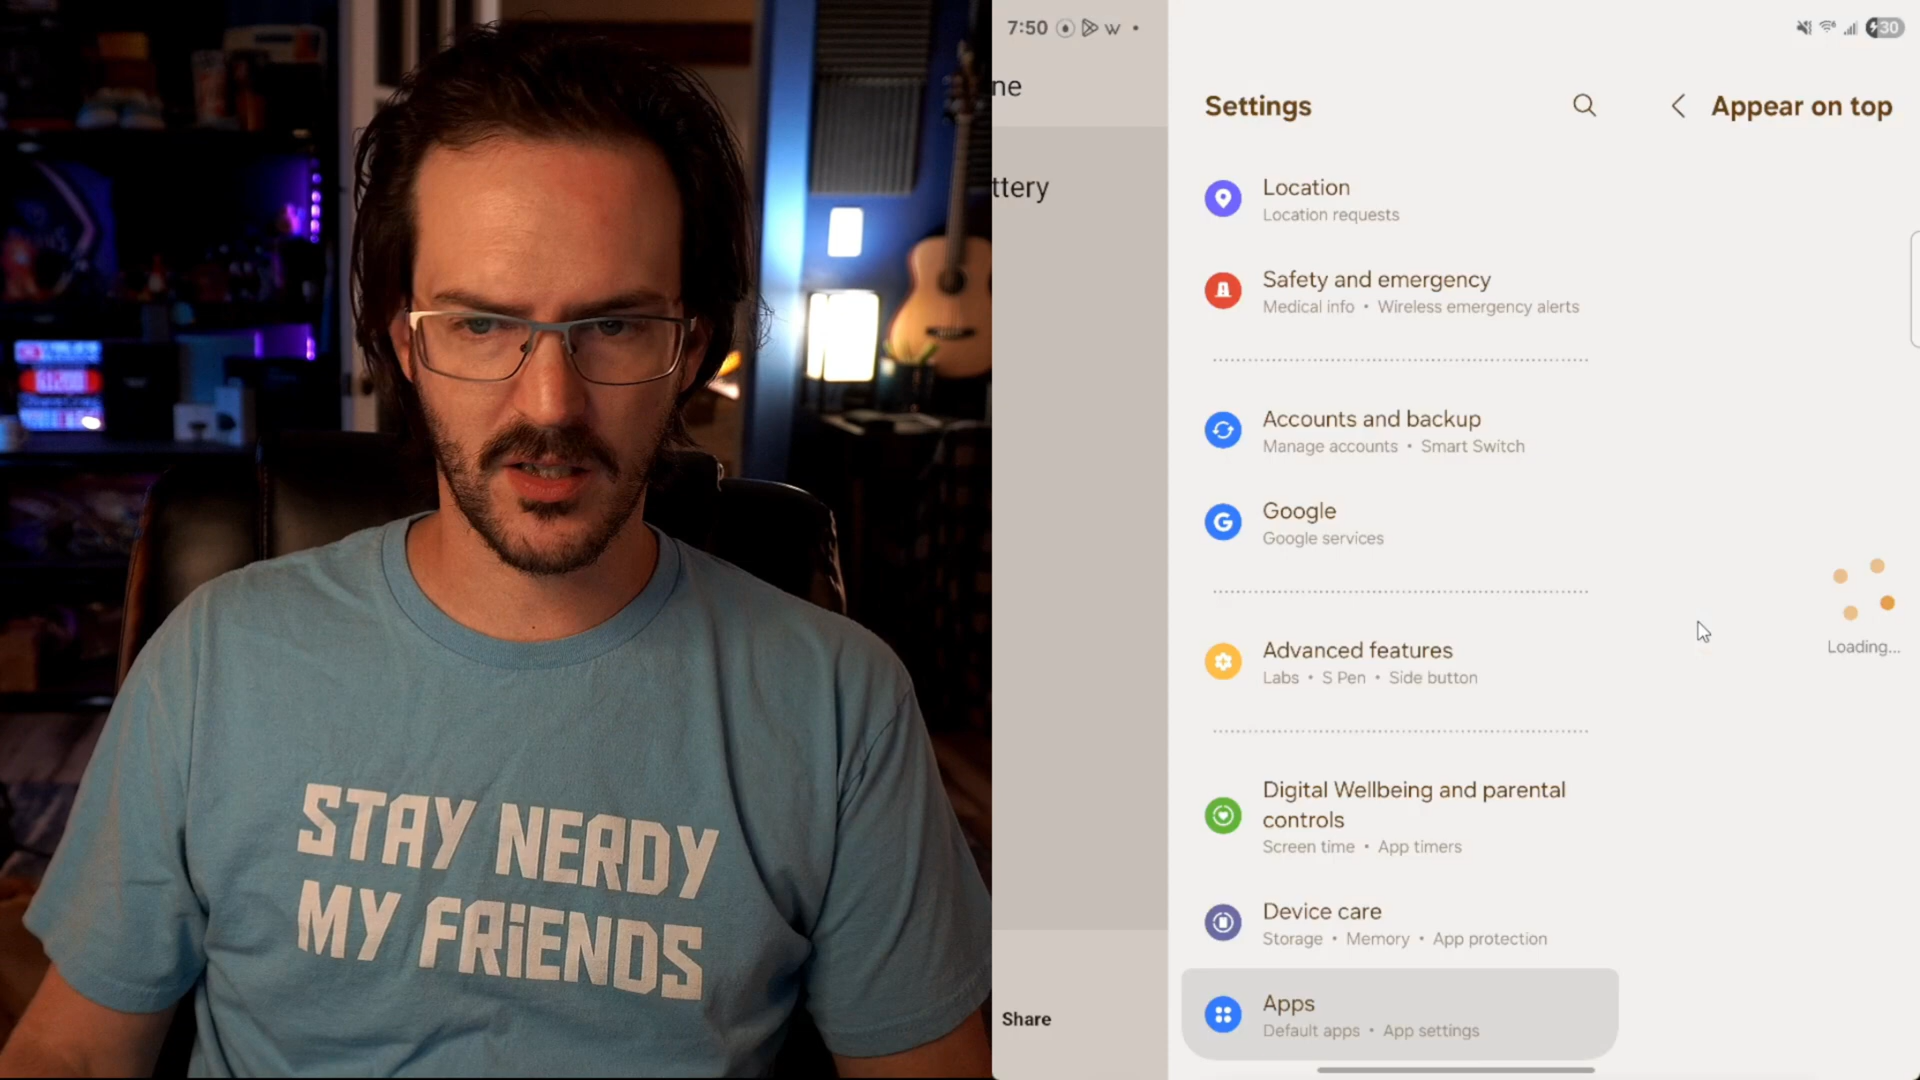 STAY NERDY
MY FRIENDS
7:50
30
ne
ttery
Share
Settings
Location
Location requests
Safety and emergency
Medical info • Wireless emergency alerts
Accounts and backup
Manage accounts • Smart Switch
Google
Google services
Advanced features
Labs • S Pen • Side button
Digital Wellbeing and parental
controls
Screen time • App timers
Device care
Storage • Memory • App protection
Apps
Default apps • App settings
Appear on top
Loading...